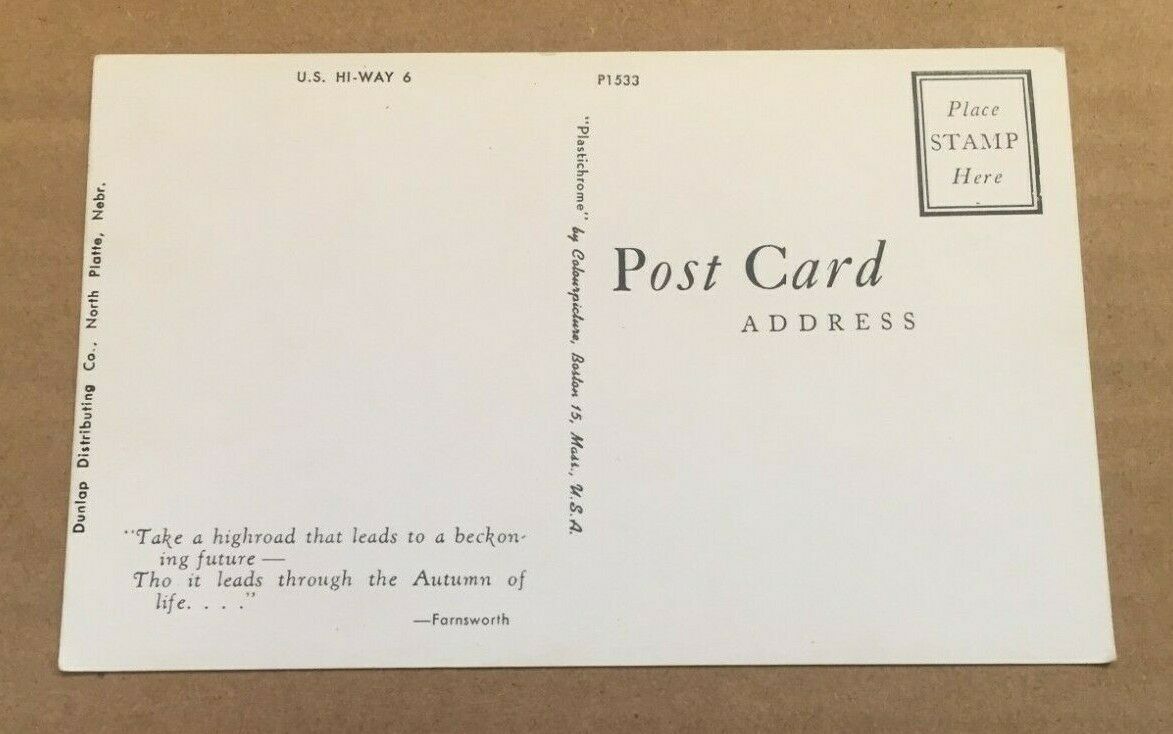 U.S. HI-WAY 6
P1533
Place
STAMP
Here
Dunlap Distributing Co., North Platte, Nebr.
"Plastichrome" by Colourpicture, Boston 15, Mass., U.S.A.
Post Card
ADDRESS
"Take a highroad that leads to a beckon-
ing future —
Tho it leads through the Autumn of
life. . . ."
—Farnsworth